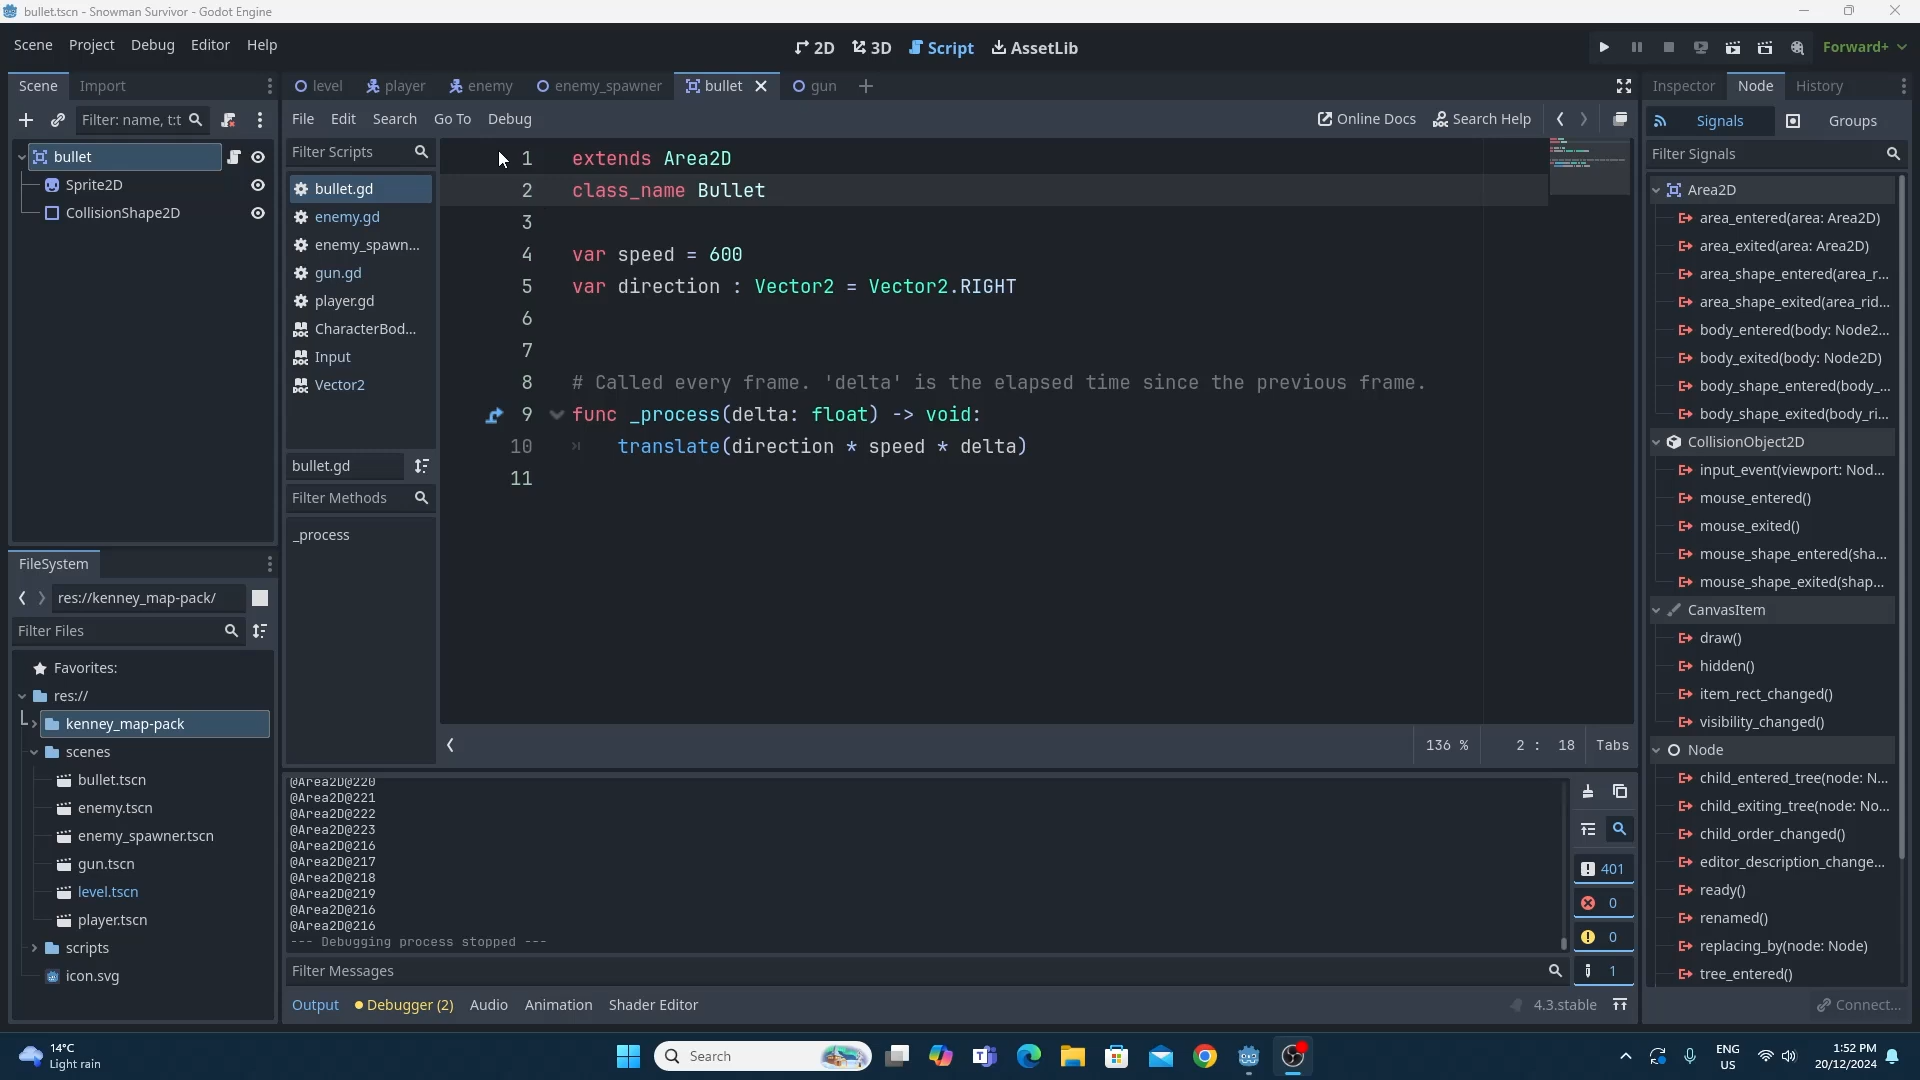 bullet.tscn - Snowman Survivor - Godot Engine
Scene Project Debug Editor Help
2D 3D Script AssetLib
Forward+
Scene Import
level player enemy enemy_spawner bullet gun
Inspector Node History
Filter: name, t:t
File Edit Search Go To Debug
Online Docs Search Help
Signals Groups
bullet
Sprite2D
CollisionShape2D
Filter Scripts
bullet.gd
enemy.gd
enemy_spawn...
gun.gd
player.gd
CharacterBod...
Input
Vector2
bullet.gd
Filter Methods
_process
1 extends Area2D
2 class_name Bullet
3
4 var speed = 600
5 var direction : Vector2 = Vector2.RIGHT
6
7
8 # Called every frame. 'delta' is the elapsed time since the previous frame.
9 func _process(delta: float) -> void:
10 translate(direction * speed * delta)
11
136 % 2 : 18 Tabs
Filter Signals
Area2D
area_entered(area: Area2D)
area_exited(area: Area2D)
area_shape_entered(area_r...
area_shape_exited(area_rid...
body_entered(body: Node2...
body_exited(body: Node2D)
body_shape_entered(body_...
body_shape_exited(body_ri...
CollisionObject2D
input_event(viewport: Nod...
mouse_entered()
mouse_exited()
mouse_shape_entered(sha...
mouse_shape_exited(shap...
CanvasItem
draw()
hidden()
item_rect_changed()
visibility_changed()
Node
child_entered_tree(node: N...
child_exiting_tree(node: No...
child_order_changed()
editor_description_change...
ready()
renamed()
replacing_by(node: Node)
tree_entered()
Connect...
FileSystem
res://kenney_map-pack/
Filter Files
Favorites:
res://
kenney_map-pack
scenes
bullet.tscn
enemy.tscn
enemy_spawner.tscn
gun.tscn
level.tscn
player.tscn
scripts
icon.svg
@Area2D@220
@Area2D@221
@Area2D@222
@Area2D@223
@Area2D@216
@Area2D@217
@Area2D@218
@Area2D@219
@Area2D@216
@Area2D@216
--- Debugging process stopped ---
401
0
0
1
Filter Messages
Output Debugger (2) Audio Animation Shader Editor
4.3.stable
14°C
Light rain
Search
ENG
US
1:52 PM
20/12/2024